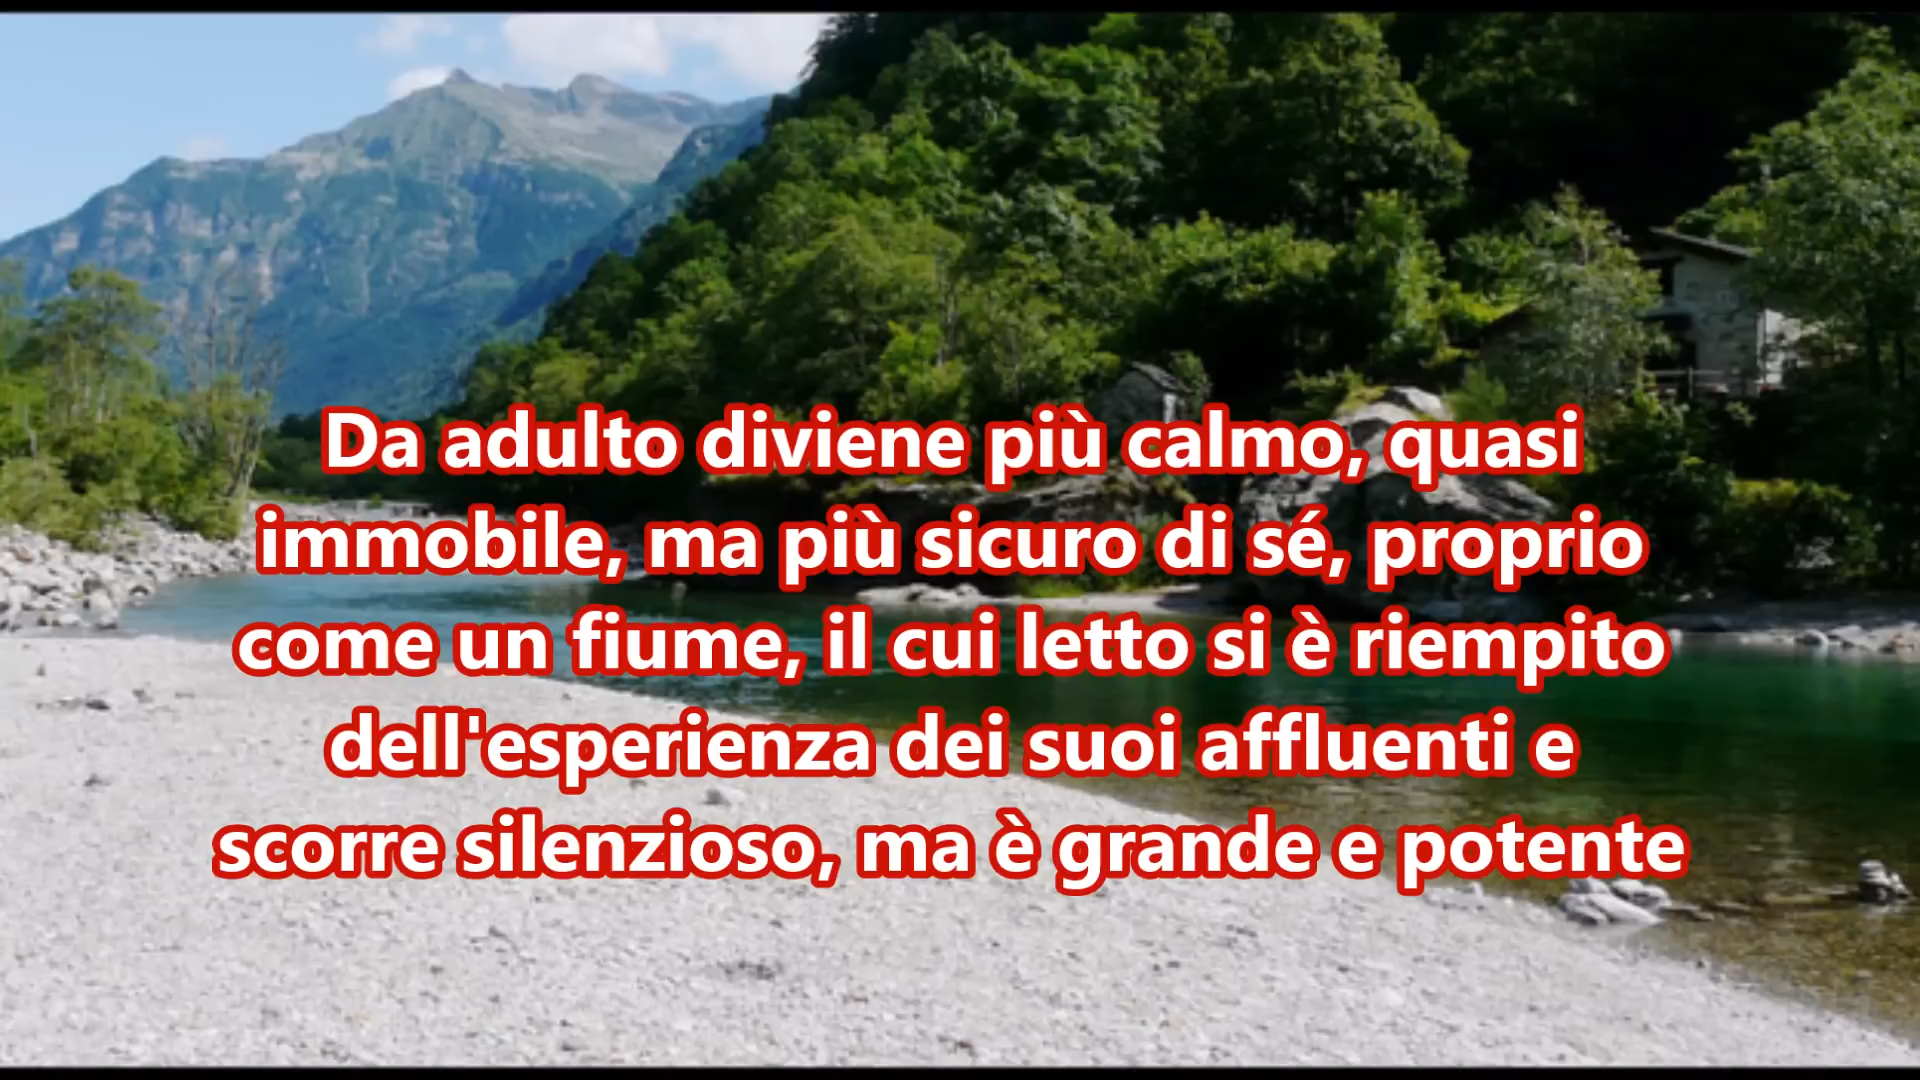 Da adulto diviene più calmo, quasi
immobile, ma più sicuro di sé, proprio
come un fiume, il cui letto si è riempito
dell'esperienza dei suoi affluenti e
scorre silenzioso, ma è grande e potente